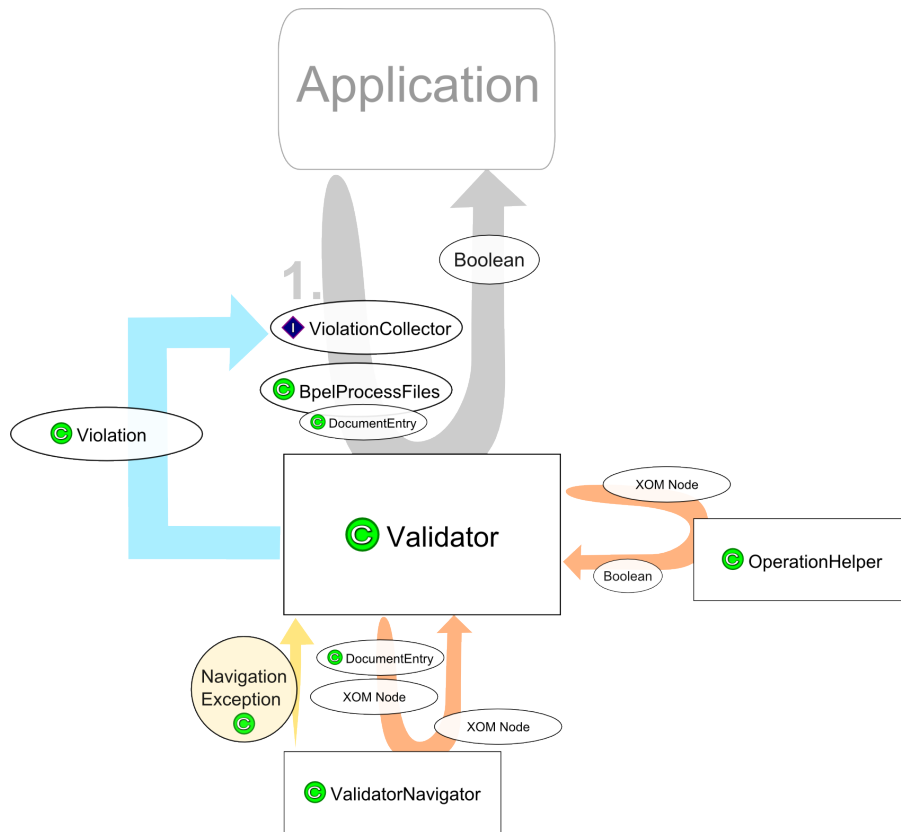 Application
Boolean
1.
I ViolationCollector
C BpelProcessFiles
C DocumentEntry
C Violation
C Validator
XOM Node
C OperationHelper
Boolean
Navigation
Exception
C
C DocumentEntry
XOM Node
XOM Node
C ValidatorNavigator